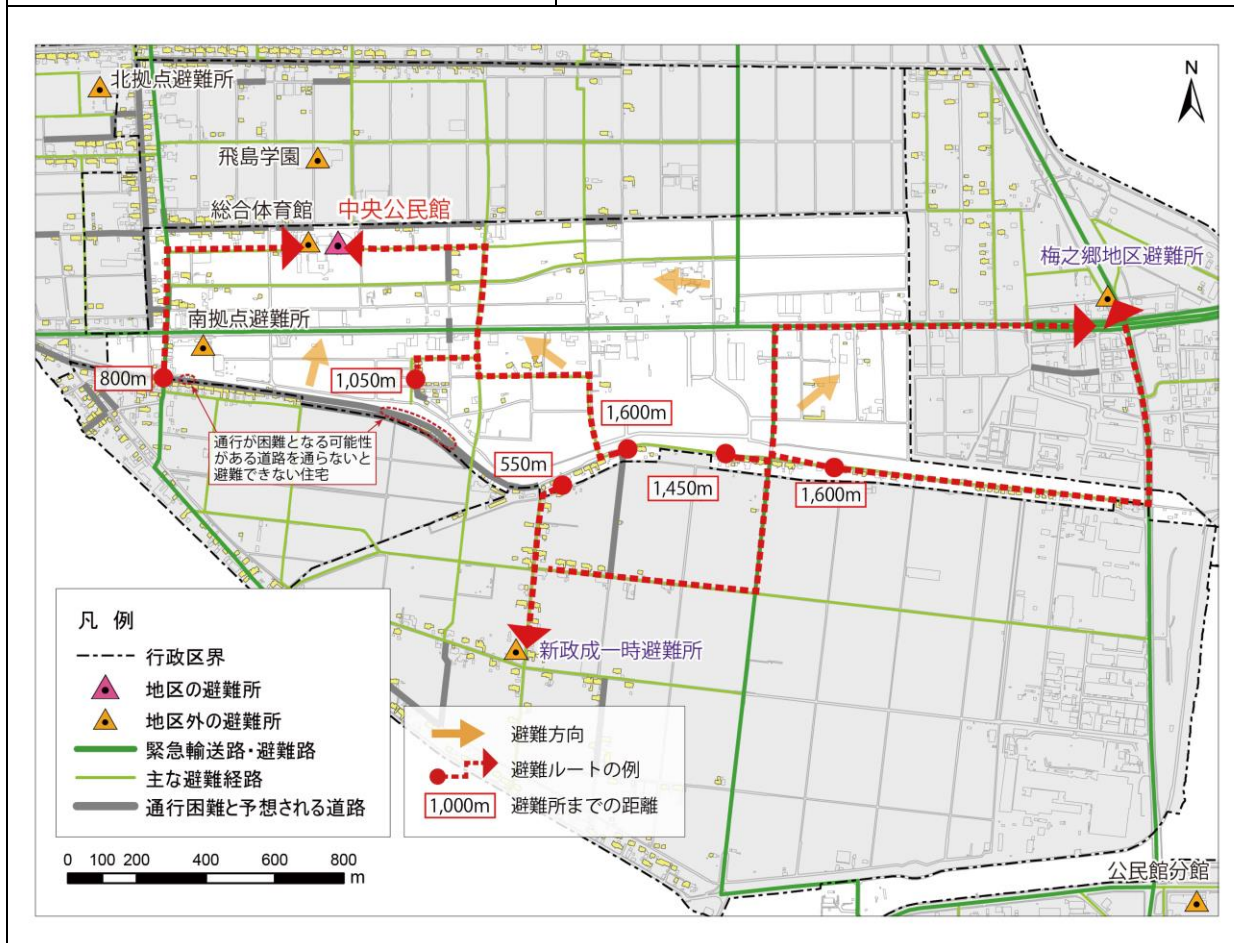 N
北拠点避難所
飛島学園
総合体育館
中央公民館
梅之郷地区避難所
南拠点避難所
800m
1,050m
1,600m
通行が困難となる可能性
がある道路を通らないと
避難できない住宅
550m
1,450m
1,600m
新政成一時避難所
凡 例
行政区界
地区の避難所
地区外の避難所
緊急輸送路・避難路
主な避難経路
通行困難と予想される道路
0 100 200 400 600 800
m
避難方向
避難ルートの例
1,000m 避難所までの距離
公民館分館